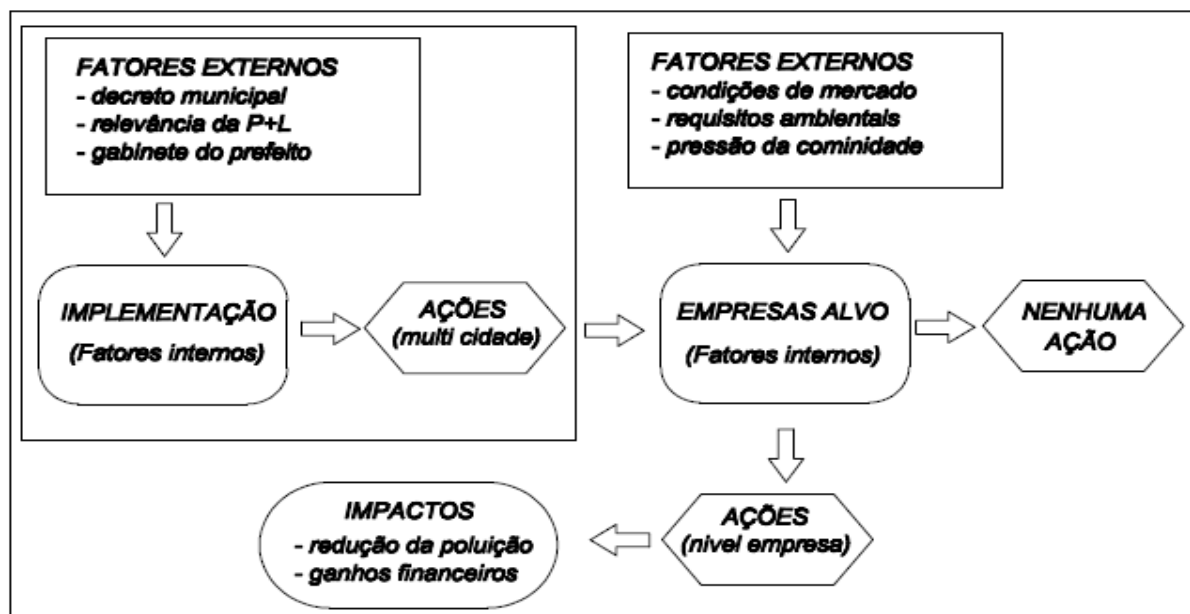 FATORES EXTERNOS
- decreto municipal
- relevância da P+L
- gabinete do prefeito
FATORES EXTERNOS
- condições de mercado
- requisitos ambientais
- pressão da cominidade
IMPLEMENTAÇÃO
(Fatores internos)
AÇÕES
(multi cidade)
EMPRESAS ALVO
(Fatores internos)
NENHUMA
AÇÃO
IMPACTOS
- redução da poluição
- ganhos financeiros
AÇÕES
(nivel empresa)